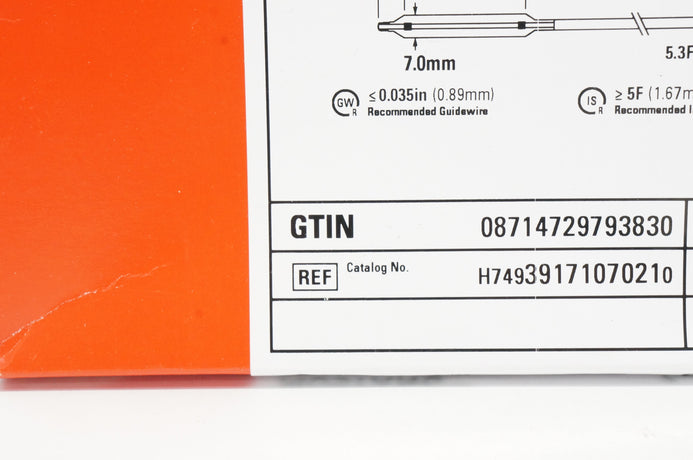 7.0mm
5.3F
GW
R
≤ 0.035in (0.89mm)
Recommended Guidewire
IS
R
≥ 5F (1.67m
Recommended
GTIN
08714729793830
REF
Catalog No.
H74939171070210